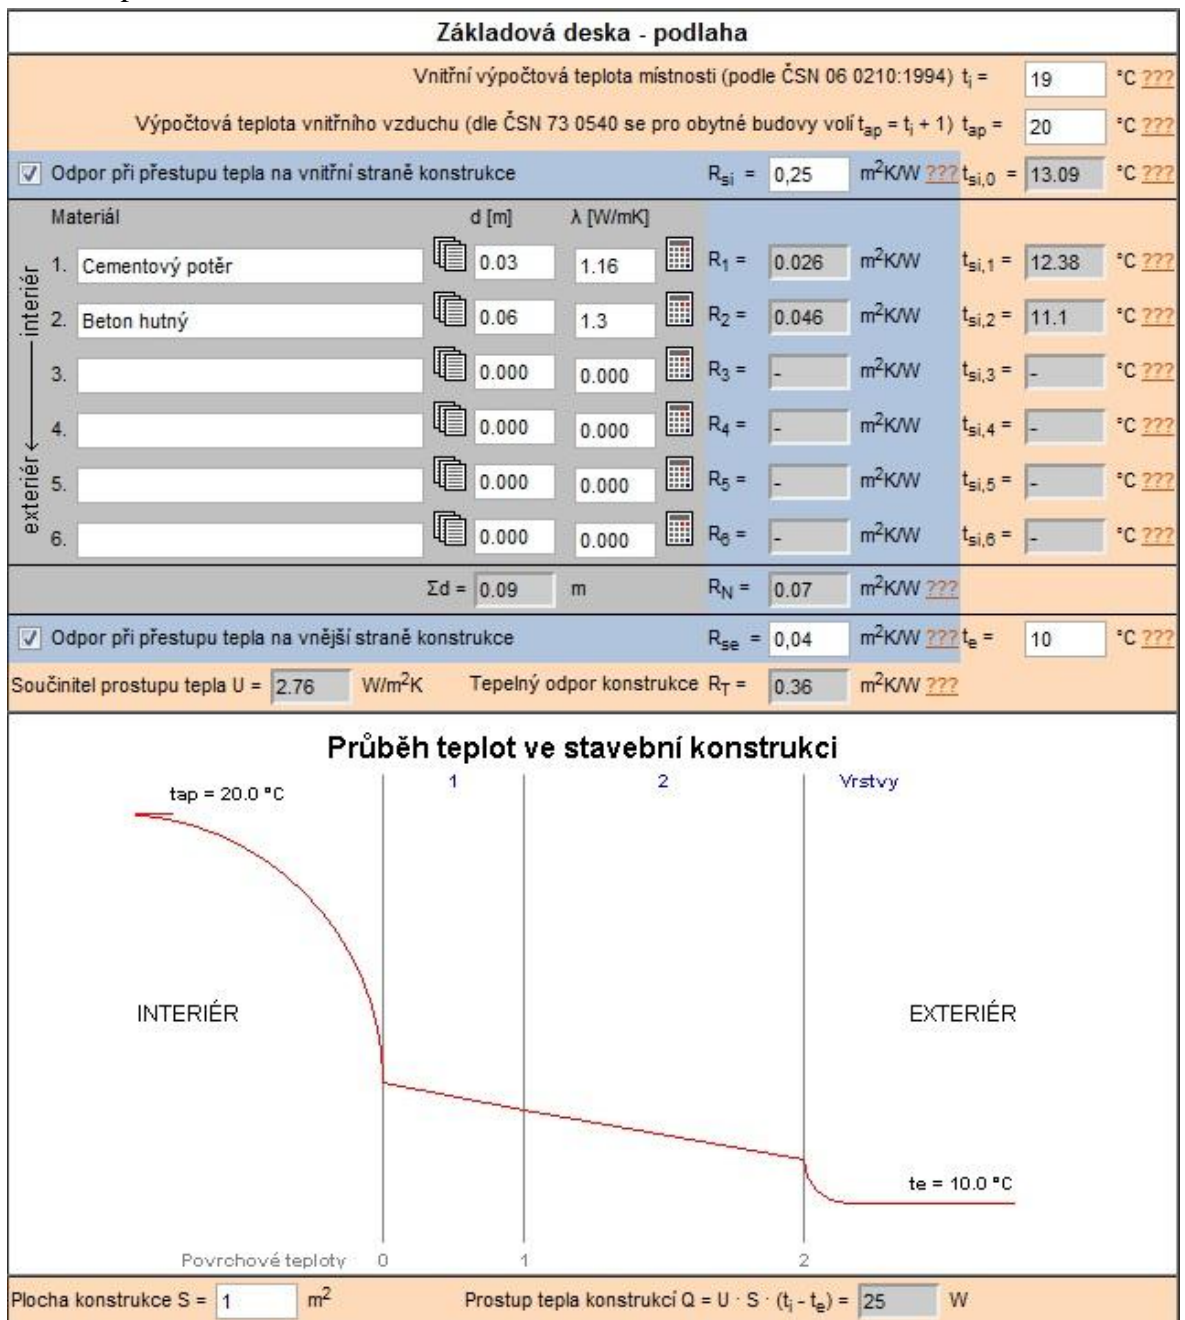 Základová deska - podlaha
Vnitřní výpočtová teplota místnosti (podle ČSN 06 0210:1994) ti = 19 °C ???
Výpočtová teplota vnitřního vzduchu (dle ČSN 73 0540 se pro obytné budovy volí tap = ti + 1) tap = 20 °C ???
Odpor při přestupu tepla na vnitřní straně konstrukce Rsi = 0,25 m²K/W ??? tsi,0 = 13.09 °C ???
Materiál d [m] λ [W/mK]
1. Cementový potěr 0.03 1.16 R1 = 0.026 m²K/W tsi,1 = 12.38 °C ???
2. Beton hutný 0.06 1.3 R2 = 0.046 m²K/W tsi,2 = 11.1 °C ???
3. 0.000 0.000 R3 = - m²K/W tsi,3 = - °C ???
4. 0.000 0.000 R4 = - m²K/W tsi,4 = - °C ???
5. 0.000 0.000 R5 = - m²K/W tsi,5 = - °C ???
6. 0.000 0.000 R6 = - m²K/W tsi,6 = - °C ???
exteriér interiér
Σd = 0.09 m RN = 0.07 m²K/W ???
Odpor při přestupu tepla na vnější straně konstrukce Rse = 0,04 m²K/W ??? te = 10 °C ???
Součinitel prostupu tepla U = 2.76 W/m²K Tepelný odpor konstrukce RT = 0.36 m²K/W ???
Průběh teplot ve stavební konstrukci
1 2 Vrstvy
tap = 20.0 °C
INTERIÉR EXTERIÉR
te = 10.0 °C
Povrchové teploty 0 1 2
Plocha konstrukce S = 1 m² Prostup tepla konstrukcí Q = U · S · (ti - te) = 25 W